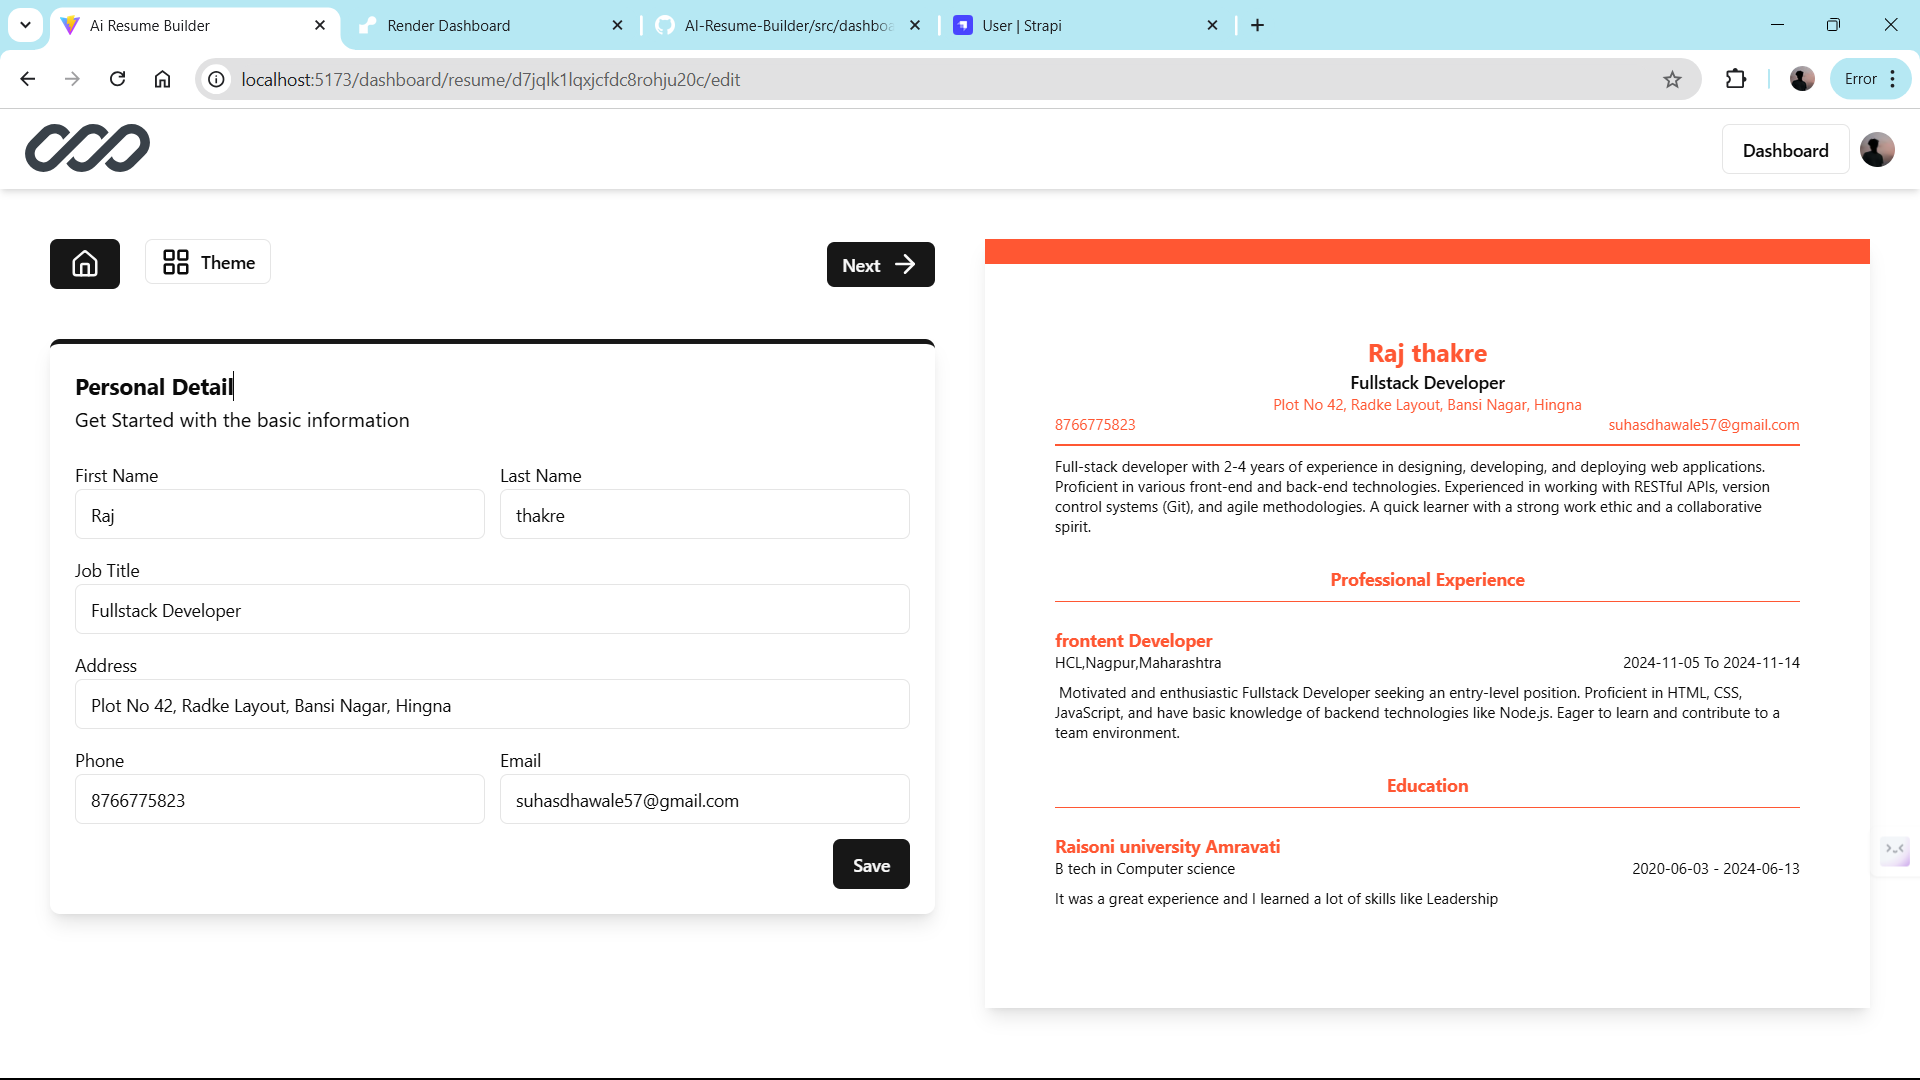 Ai Resume Builder
Render Dashboard
AI-Resume-Builder/src/dashboa
User | Strapi
localhost:5173/dashboard/resume/d7jqlk1lqxjcfdc8rohju20c/edit
Error
Dashboard
Theme
Next
Personal Detail
Get Started with the basic information
First Name
Last Name
Raj
thakre
Job Title
Fullstack Developer
Address
Plot No 42, Radke Layout, Bansi Nagar, Hingna
Phone
Email
8766775823
suhasdhawale57@gmail.com
Save
Raj thakre
Fullstack Developer
Plot No 42, Radke Layout, Bansi Nagar, Hingna
8766775823
suhasdhawale57@gmail.com
Full-stack developer with 2-4 years of experience in designing, developing, and deploying web applications.
Proficient in various front-end and back-end technologies. Experienced in working with RESTful APIs, version
control systems (Git), and agile methodologies. A quick learner with a strong work ethic and a collaborative
spirit.
Professional Experience
frontent Developer
HCL,Nagpur,Maharashtra
2024-11-05 To 2024-11-14
Motivated and enthusiastic Fullstack Developer seeking an entry-level position. Proficient in HTML, CSS,
JavaScript, and have basic knowledge of backend technologies like Node.js. Eager to learn and contribute to a
team environment.
Education
Raisoni university Amravati
B tech in Computer science
2020-06-03 - 2024-06-13
It was a great experience and I learned a lot of skills like Leadership